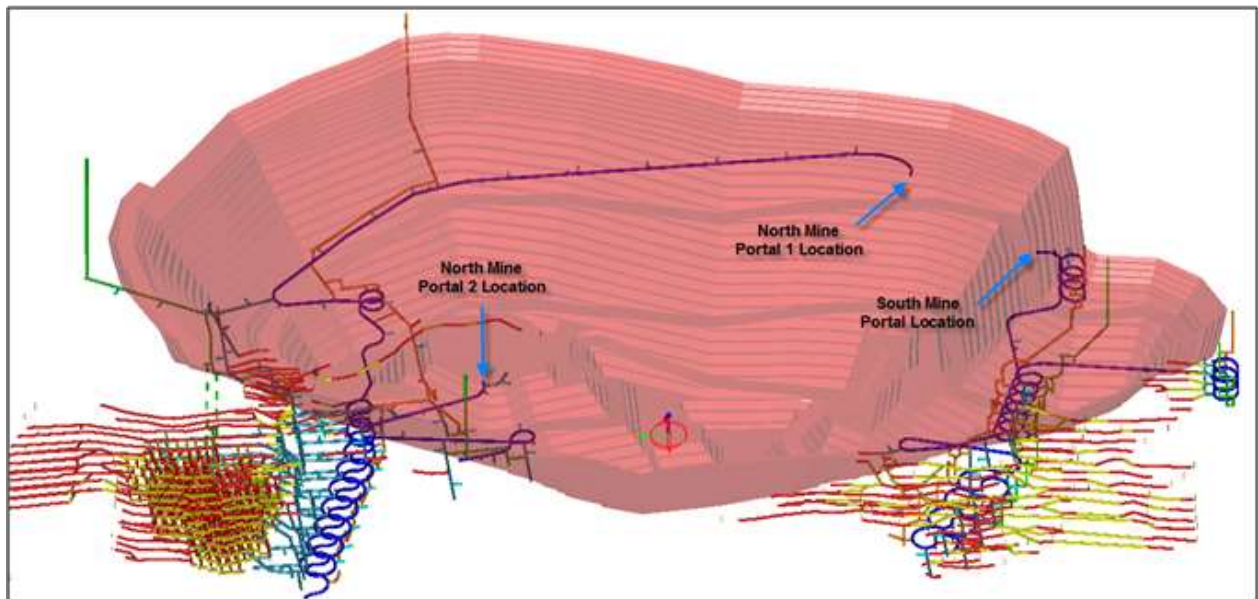 North Mine
Portal 1 Location
North Mine
Portal 2 Location
South Mine
Portal Location